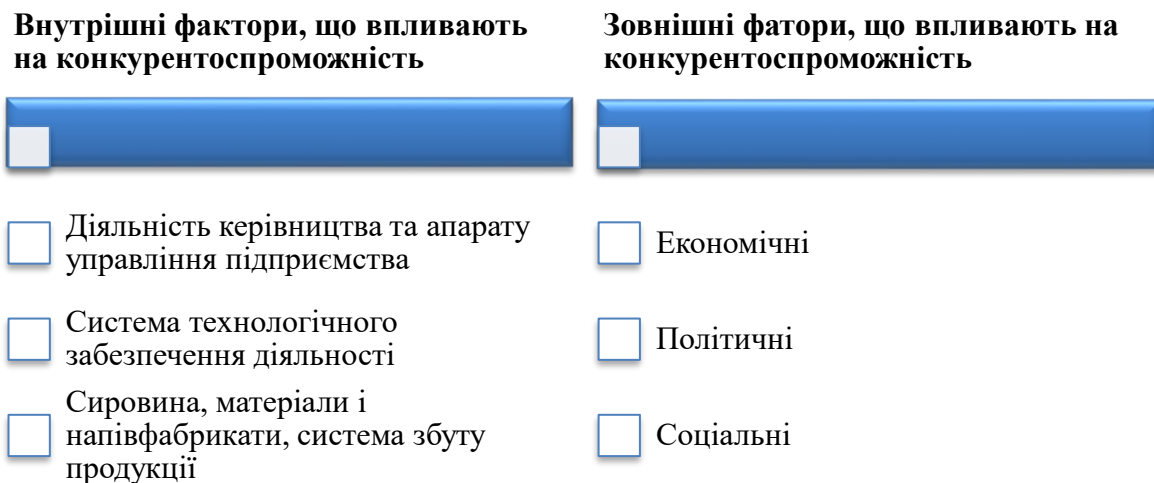 Внутрішні фактори, що впливають
на конкурентоспроможність
Діяльність керівництва та апарату
управління підприємства
Система технологічного
забезпечення діяльності
Сировина, матеріали і
напівфабрикати, система збуту
продукції
Зовнішні фатори, що впливають на
конкурентоспроможність
Економічні
Політичні
Соціальні